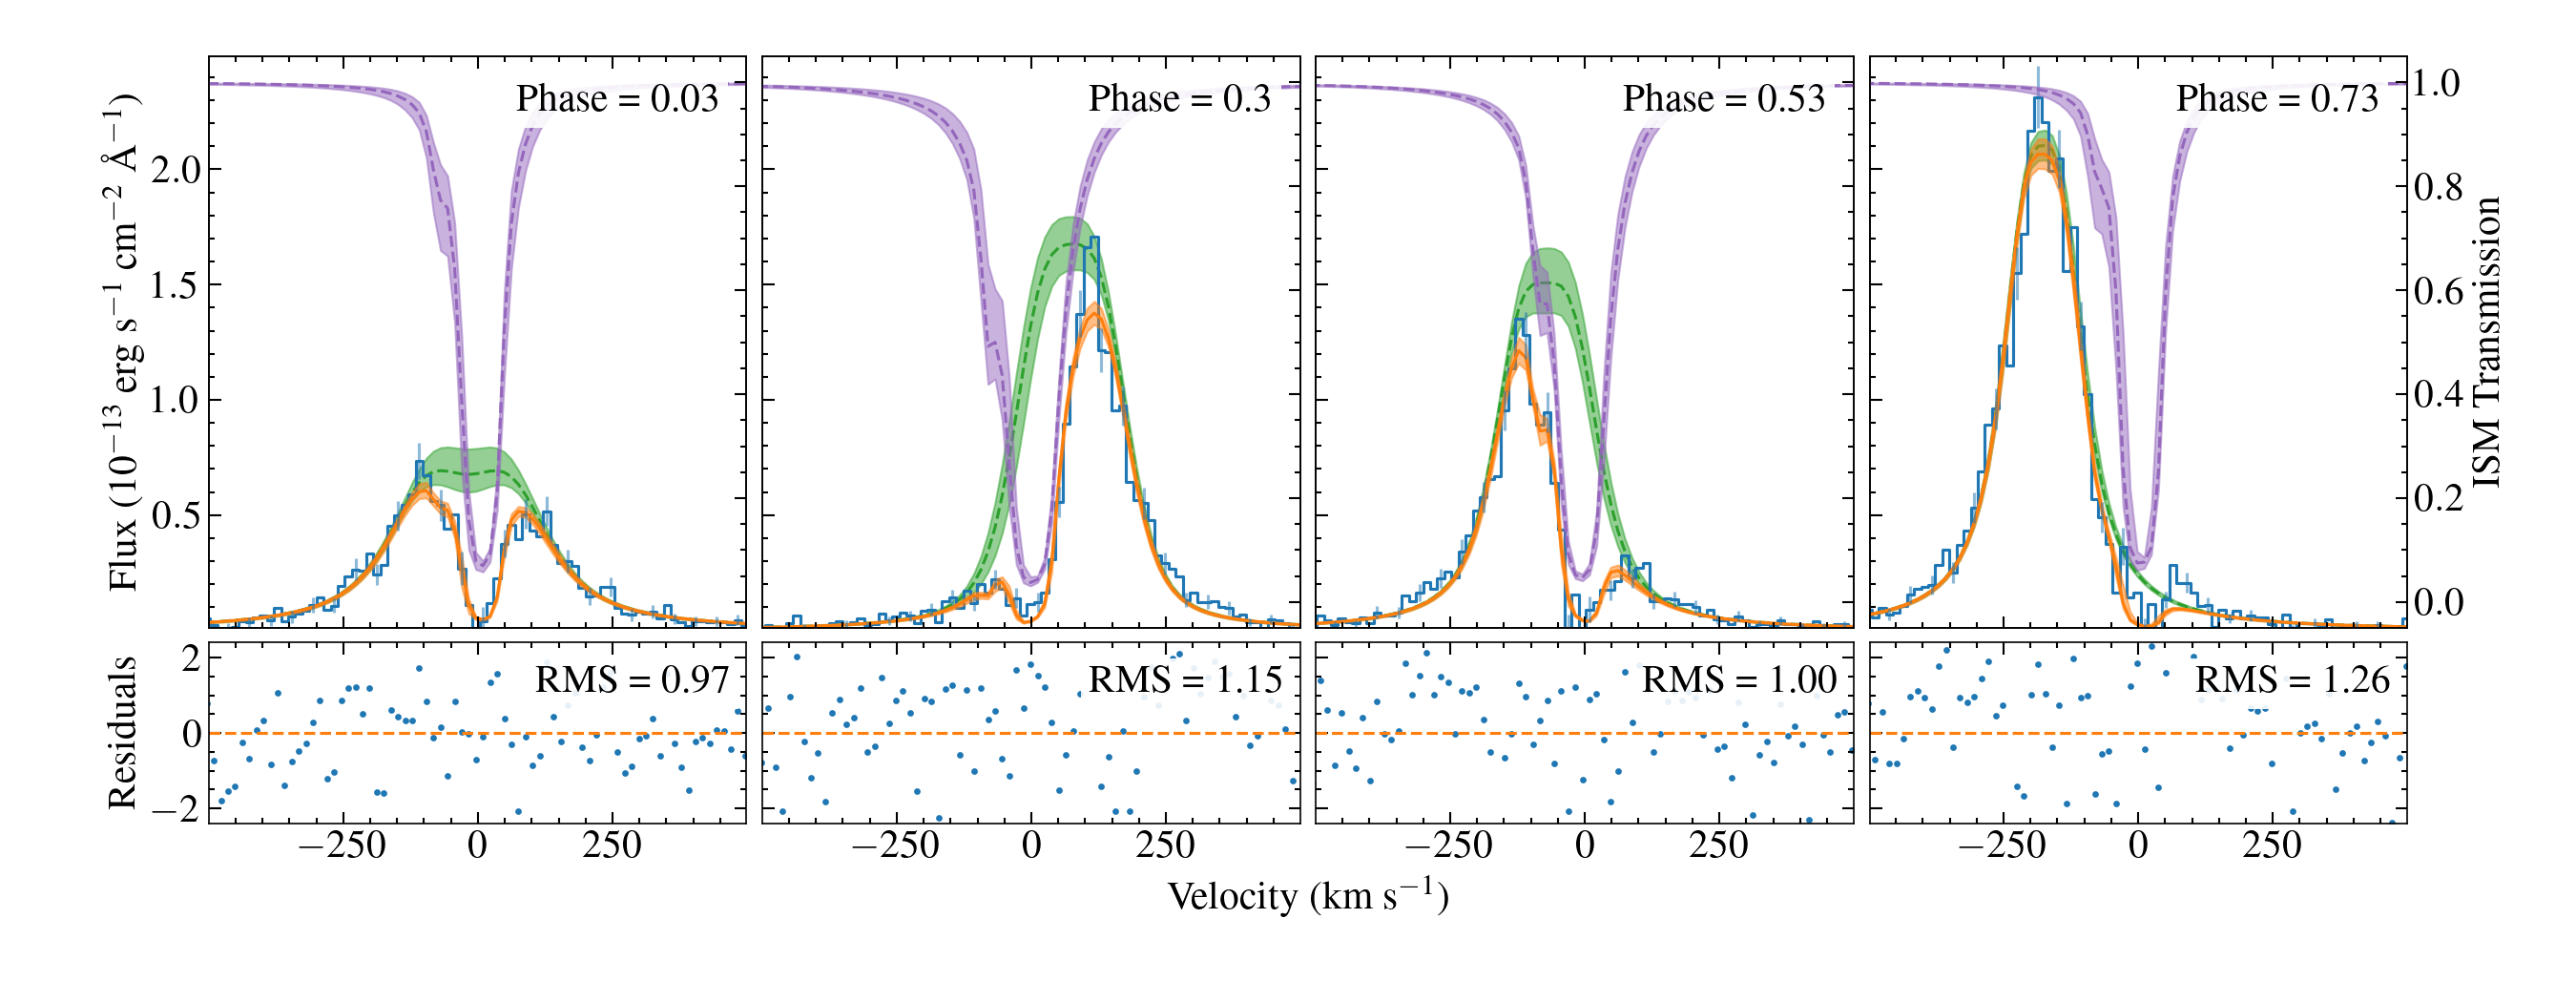 Phase = 0.03
Phase = 0.3
Phase = 0.53
Phase = 0.73
Flux (10⁻¹³ erg s⁻¹ cm⁻² Å⁻¹)
2.0
1.5
1.0
0.5
1.0
0.8
0.6
0.4
0.2
0.0
ISM Transmission
Residuals
2
0
−2
RMS = 0.97
RMS = 1.15
RMS = 1.00
RMS = 1.26
−250 0 250
−250 0 250
−250 0 250
−250 0 250
Velocity (km s⁻¹)